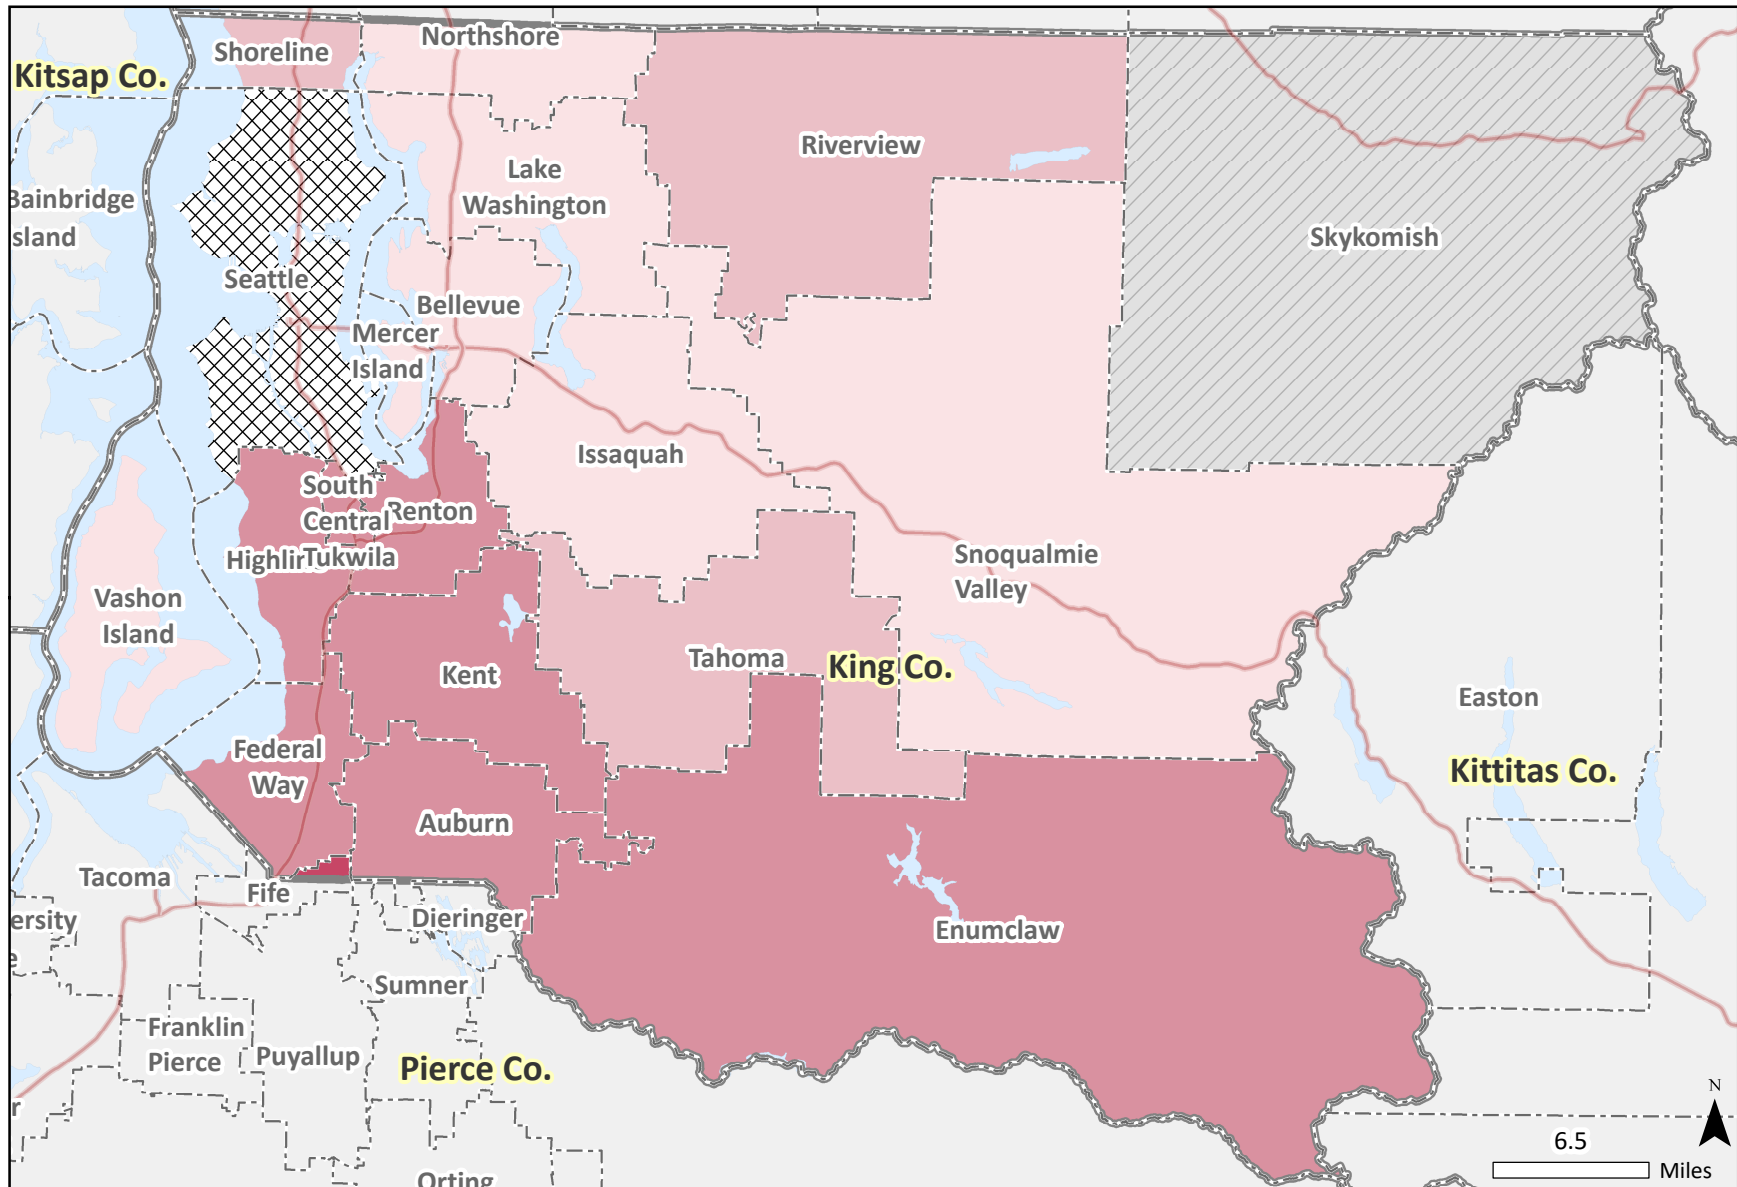 Northshore
Shoreline
Kitsap Co.
Riverview
Lake
Washington
Bainbridge
sland
Skykomish
Seattle
Bellevue
Mercer
Island
Issaquah
South
Central
Renton
Highlin
Tukwila
Snoqualmie
Valley
Vashon
Island
Tahoma
King Co.
Kent
Easton
Federal
Way
Kittitas Co.
Auburn
Tacoma
Fife
Dieringer
ersity
e
Enumclaw
Sumner
Franklin
Pierce
Puyallup
Pierce Co.
r
N
6.5
Miles
Orting